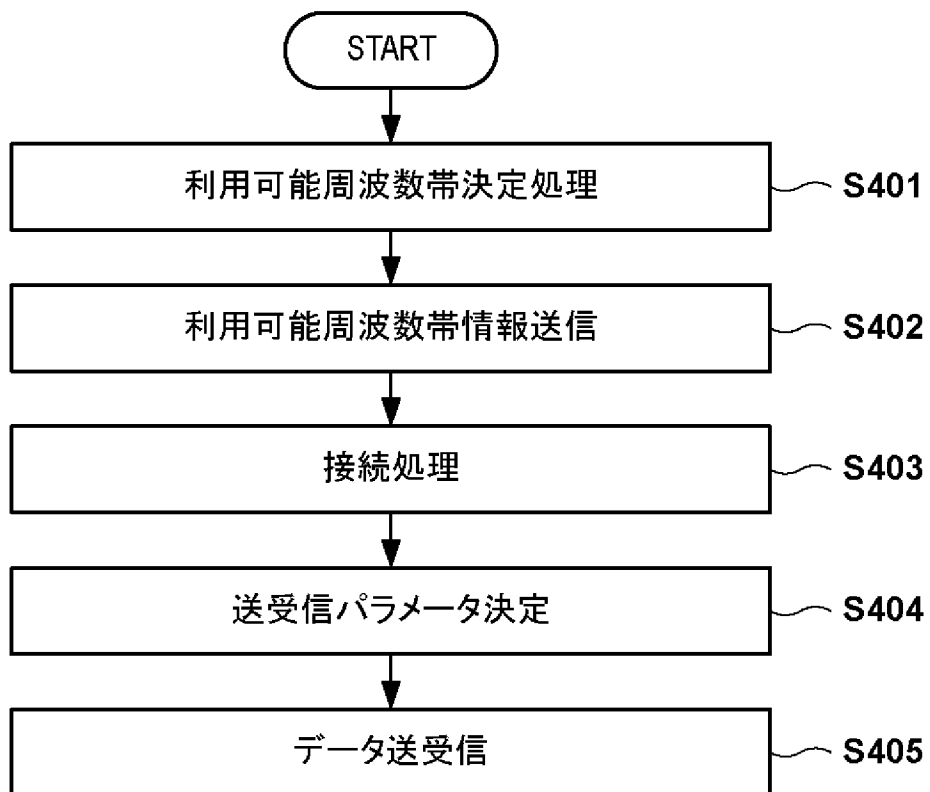 START
利用可能周波数帯決定処理
S401
利用可能周波数帯情報送信
S402
接続処理
S403
送受信パラメータ決定
S404
データ送受信
S405